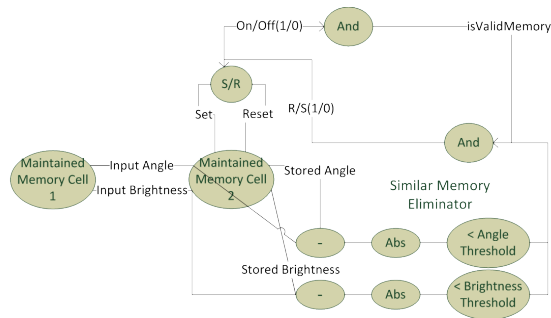 On/Off(1/0)
And
isValidMemory
S/R
Set
Reset
R/S(1/0)
And
Maintained
Memory Cell
1
Input Angle
Input Brightness
Maintained
Memory Cell
2
Stored Angle
Similar Memory
Eliminator
-
Abs
< Angle
Threshold
Stored Brightness
-
Abs
< Brightness
Threshold